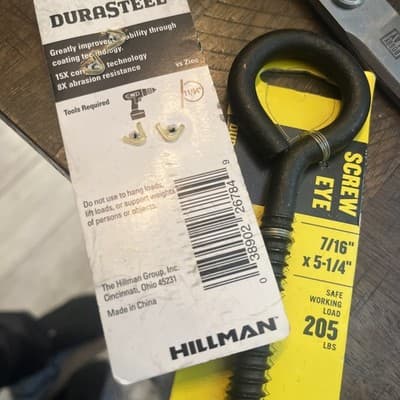 DURASTEEL
Greatly improved durability through
coating technology.
15X corrosion technology
8X abrasion resistance
vs Zinc
Tools Required
11/64"
Do not use to hang loads,
lift loads, or support weights
of persons or objects.
0 38902 26784 9
The Hillman Group, Inc.
Cincinnati, Ohio 45231
Made in China
HILLMAN
SCREW
EYE
7/16"
x 5-1/4"
SAFE
WORKING
LOAD
205
LBS